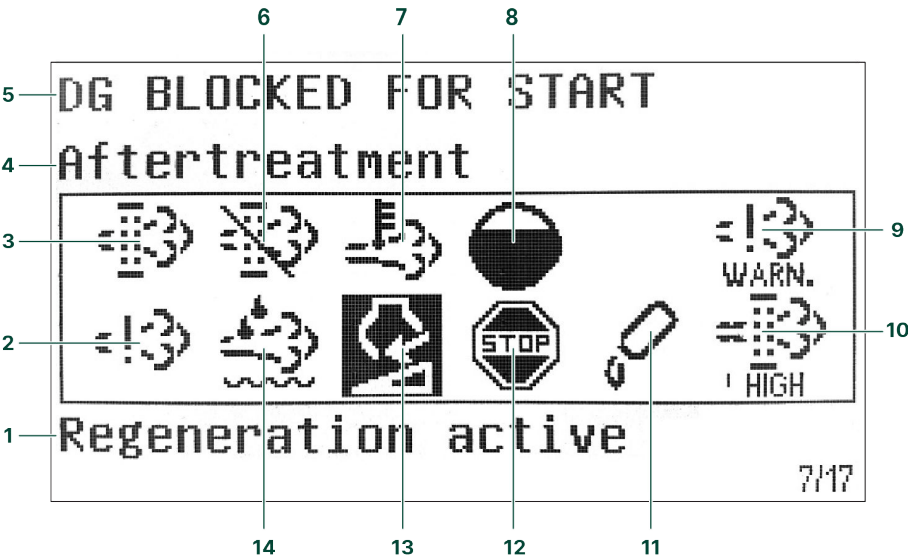 6 7 8
5 DG BLOCKED FOR START
4 Aftertreatment
3 9
WARN.
2 STOP 10
! HIGH
1 Regeneration active
7/17
14 13 12 11